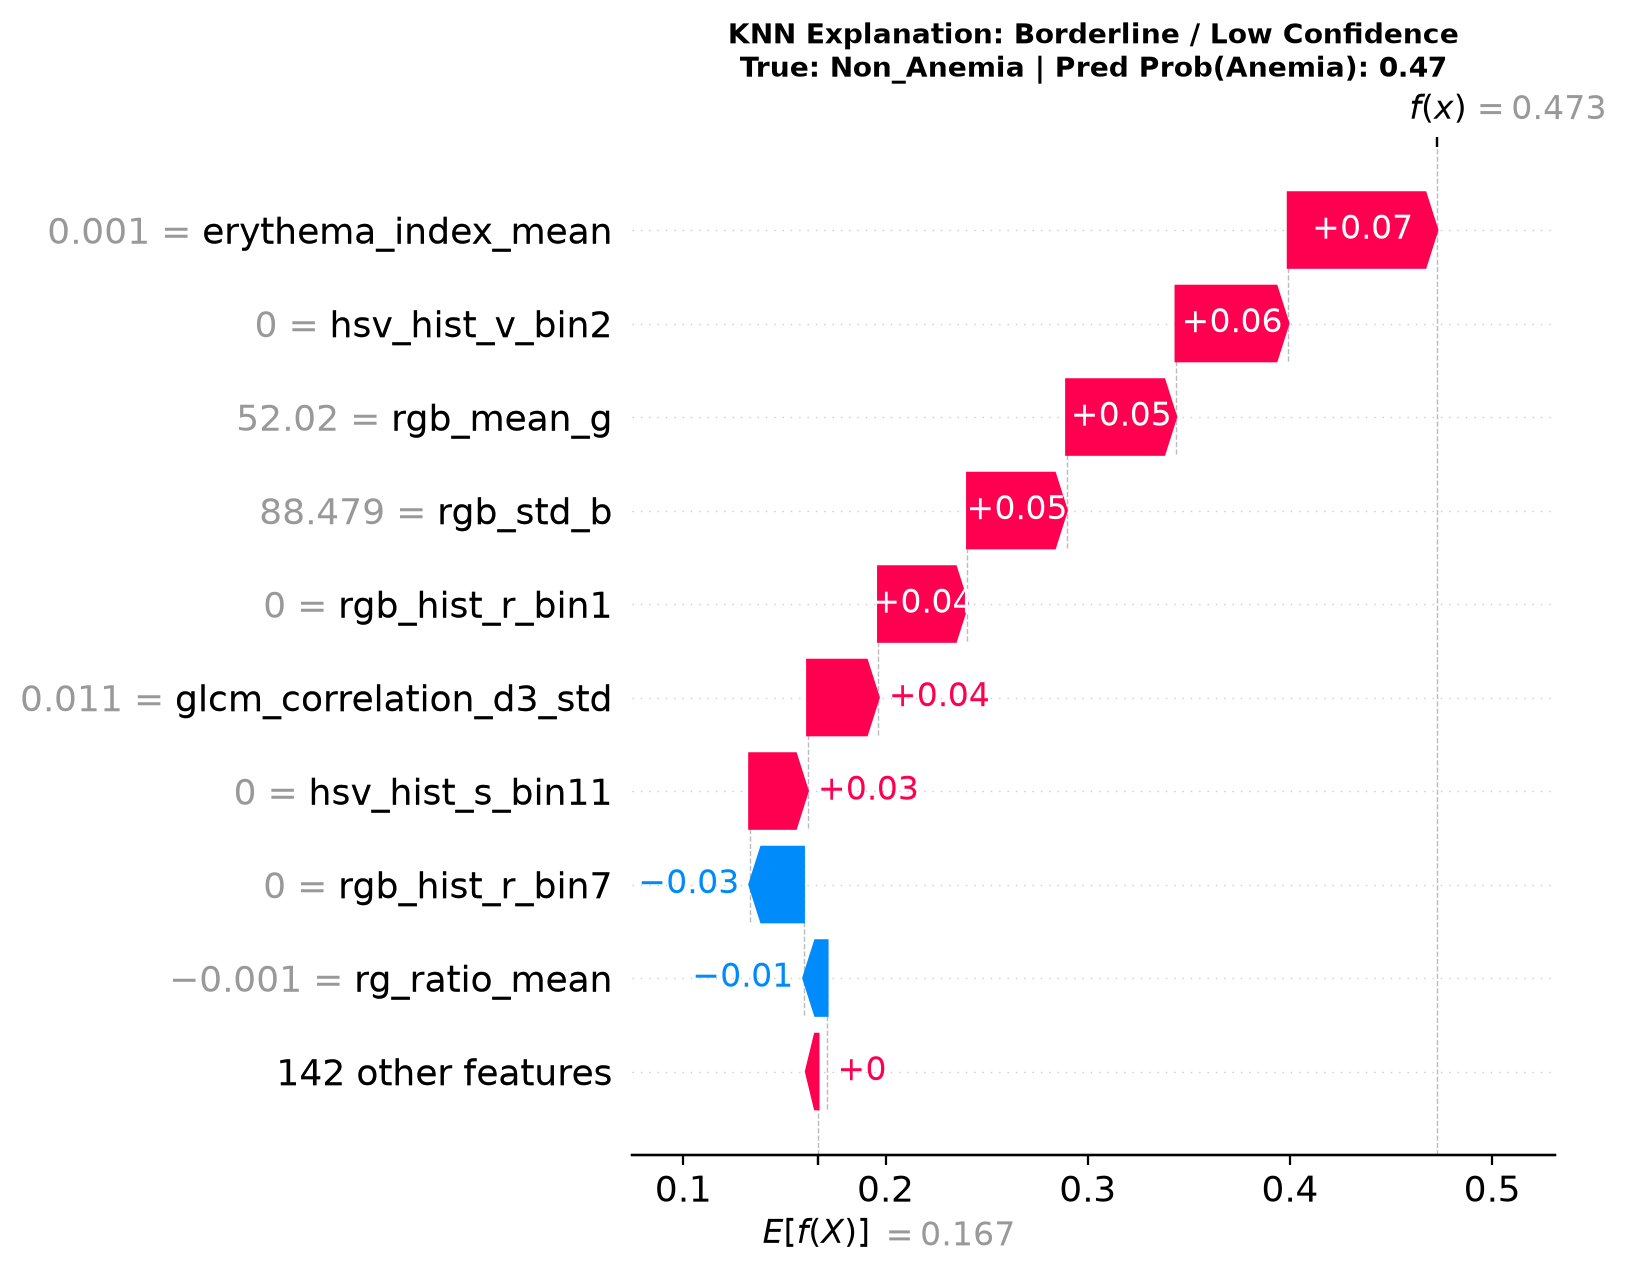 KNN Explanation: Borderline / Low Confidence
True: Non_Anemia | Pred Prob(Anemia): 0.47
f(x) = 0.473
0.001 = erythema_index_mean +0.07
0 = hsv_hist_v_bin2 +0.06
52.02 = rgb_mean_g +0.05
88.479 = rgb_std_b +0.05
0 = rgb_hist_r_bin1 +0.04
0.011 = glcm_correlation_d3_std +0.04
0 = hsv_hist_s_bin11 +0.03
0 = rgb_hist_r_bin7 −0.03
−0.001 = rg_ratio_mean −0.01
142 other features +0
0.1 0.2 0.3 0.4 0.5
E[f(X)] = 0.167